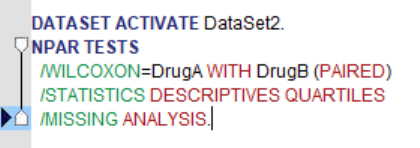 DATASET ACTIVATE DataSet2.
NPAR TESTS
/WILCOXON=DrugA WITH DrugB (PAIRED)
/STATISTICS DESCRIPTIVES QUARTILES
/MISSING ANALYSIS.